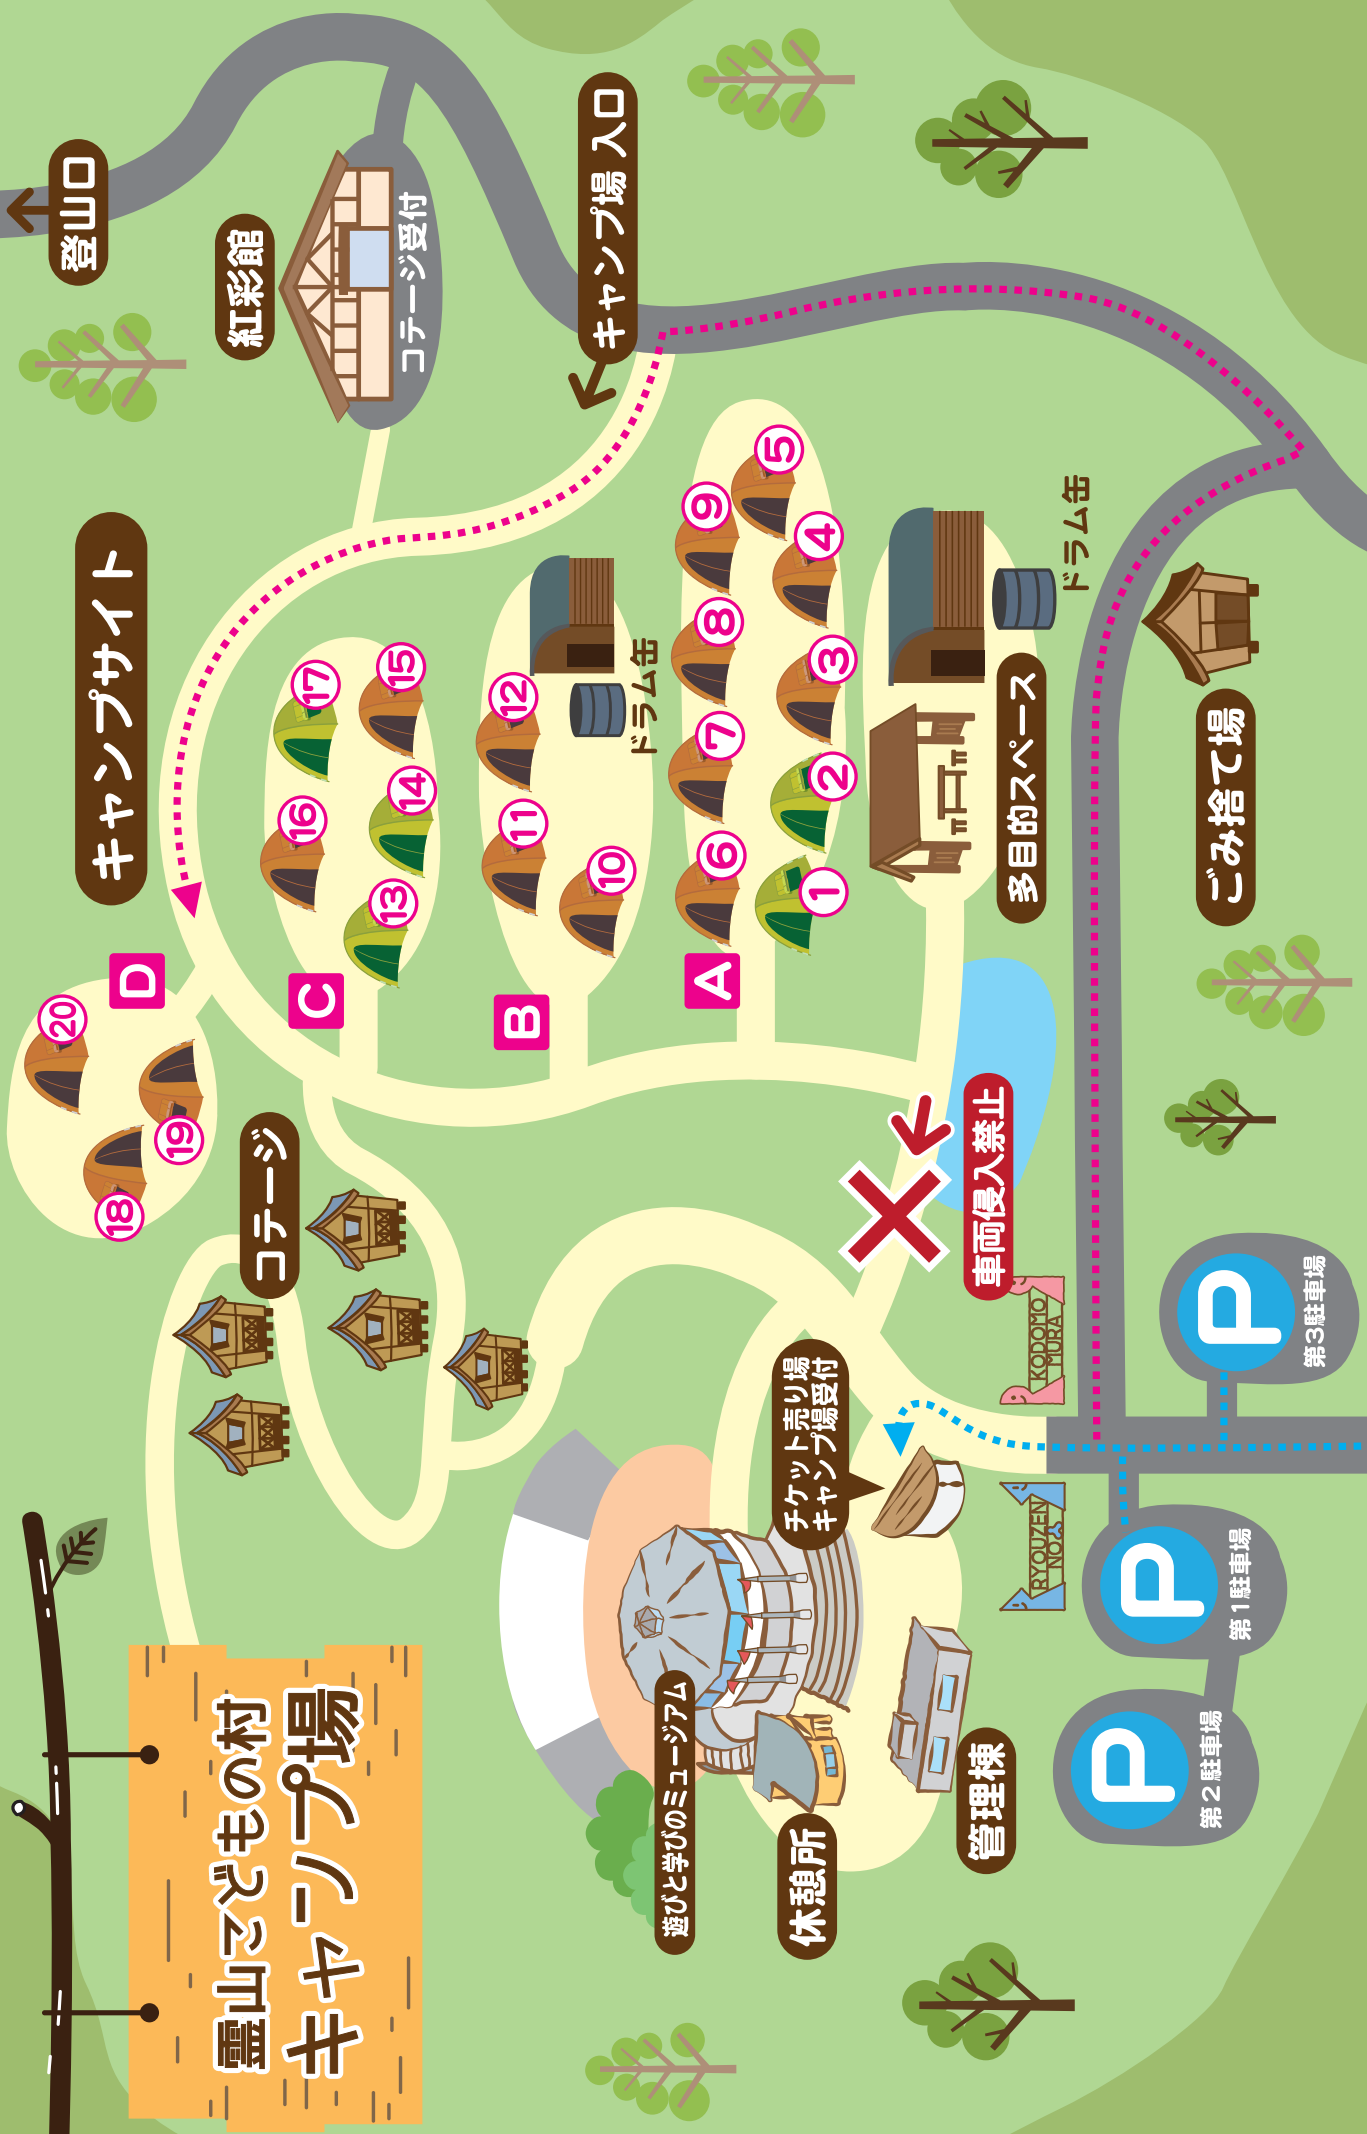 霊山こどもの村
キャンプ場
キャンプサイト
登山口
紅彩館
コテージ受付
キャンプ場 入口
コテージ
D
20
19
18
C
17
16
15
14
13
B
12
11
10
ドラム缶
A
9
8
7
6
5
4
3
2
1
ドラム缶
多目的スペース
ごみ捨て場
車両侵入禁止
チケット売り場
キャンプ場受付
遊びと学びのミュージアム
休憩所
管理棟
KODOMO
MURA
RYOUZEN
NO
P
第1駐車場
P
第2駐車場
P
第3駐車場